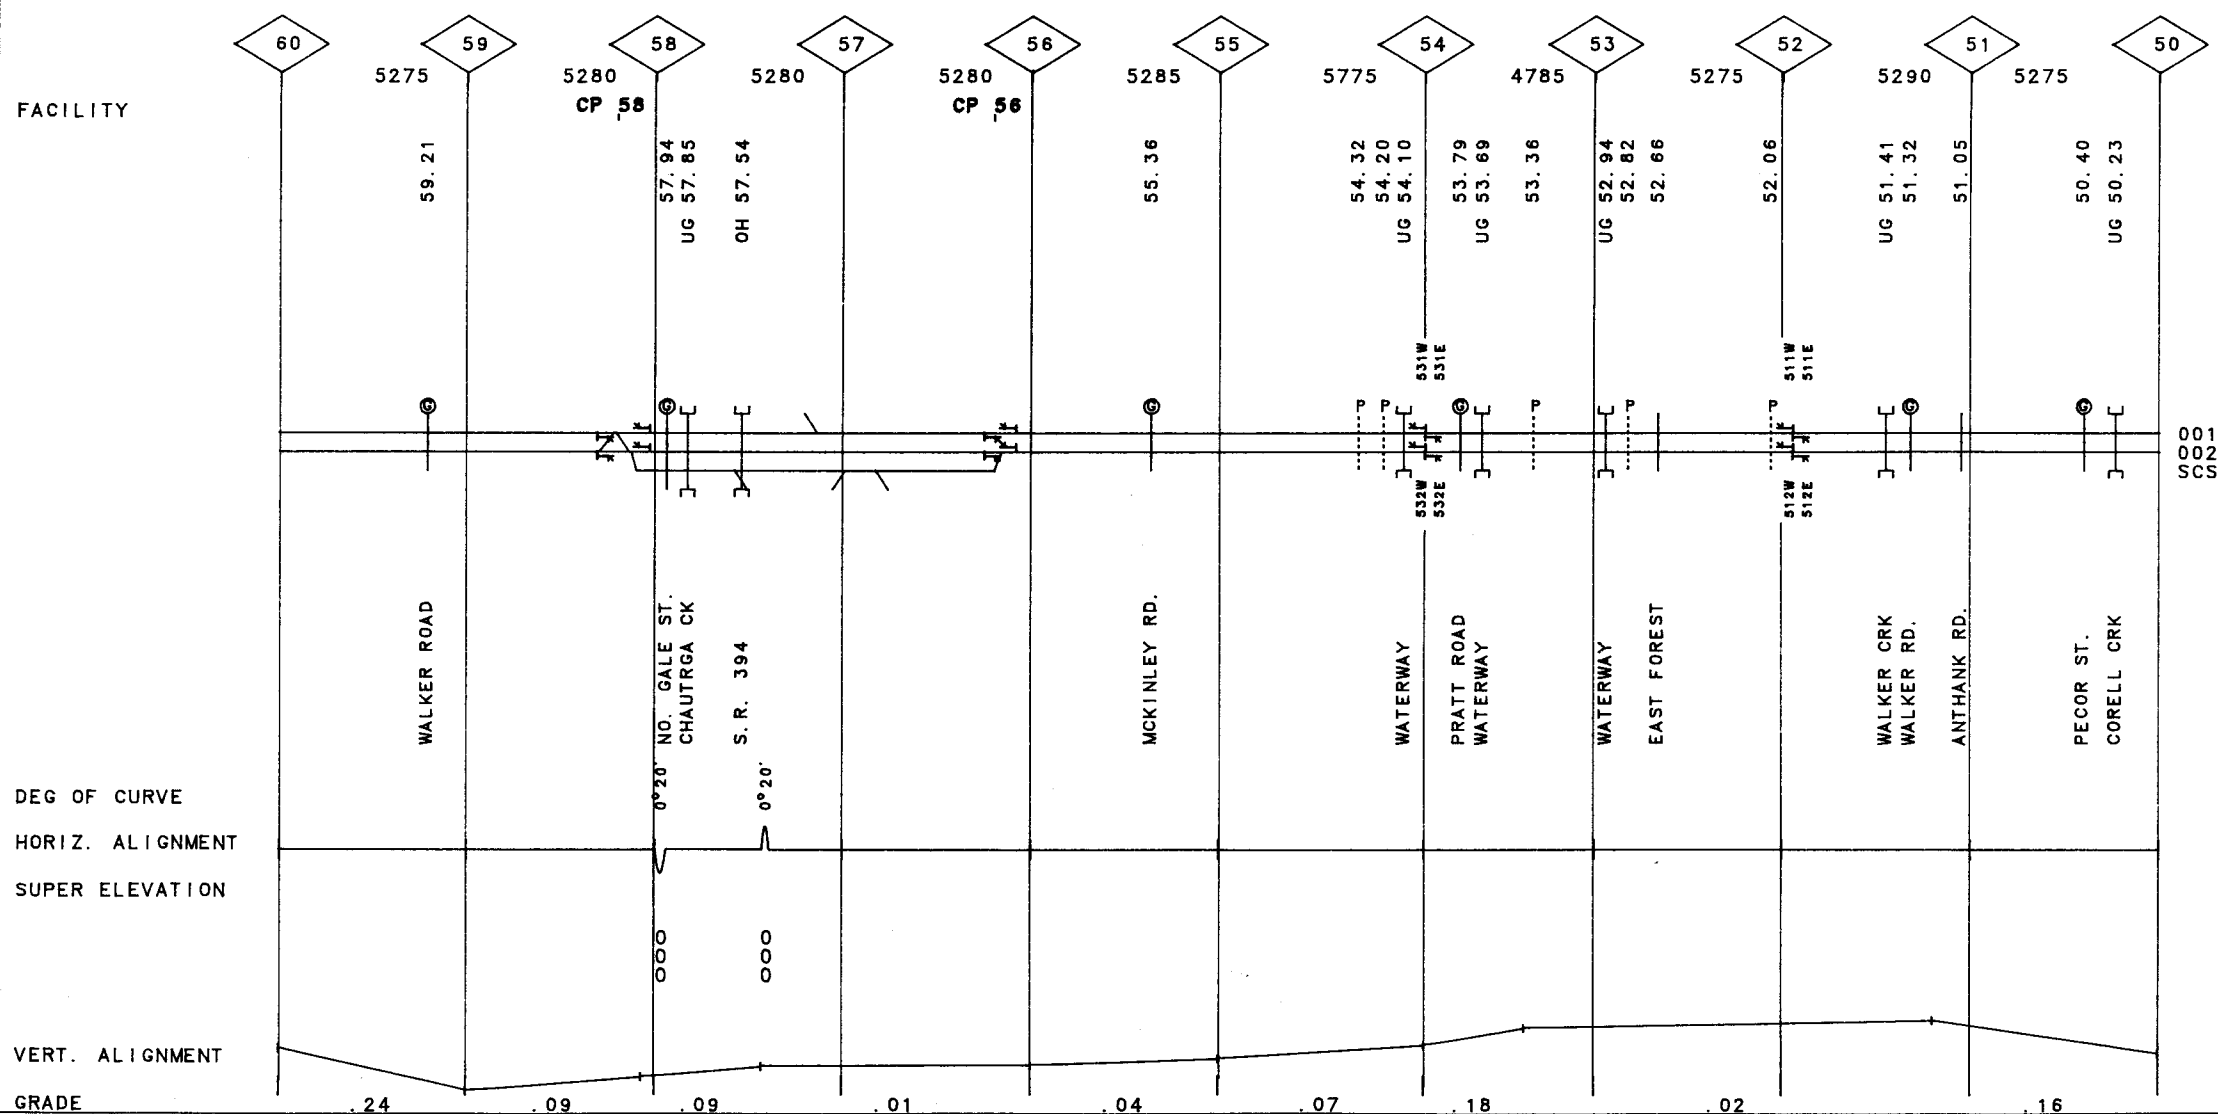 60 59 58 57 56 55 54 53 52 51 50
5275 5280 5280 5280 5285 5775 4785 5275 5290 5275
FACILITY
CP 58
CP 56
59.21
57.94
UG 57.85
OH 57.54
55.36
54.32
54.20
UG 54.10
53.79
UG 53.69
53.36
UG 52.94
52.82
52.66
52.06
UG 51.41
51.32
51.05
50.40
UG 50.23
531W
531E
511W
511E
G G G G G G
P P P P P
001
002
SCS
532W
532E
512W
512E
WALKER ROAD
NO. GALE ST.
CHAUTRGA CK
S.R. 394
MCKINLEY RD.
WATERWAY
PRATT ROAD
WATERWAY
WATERWAY
EAST FOREST
WALKER CRK
WALKER RD.
ANTHANK RD.
PECOR ST.
CORELL CRK
DEG OF CURVE
0°20'
0°20'
HORIZ. ALIGNMENT
SUPER ELEVATION
0 0
0 0
0 0
VERT. ALIGNMENT
GRADE .24 .09 .09 .01 .04 .07 .18 .02 .16